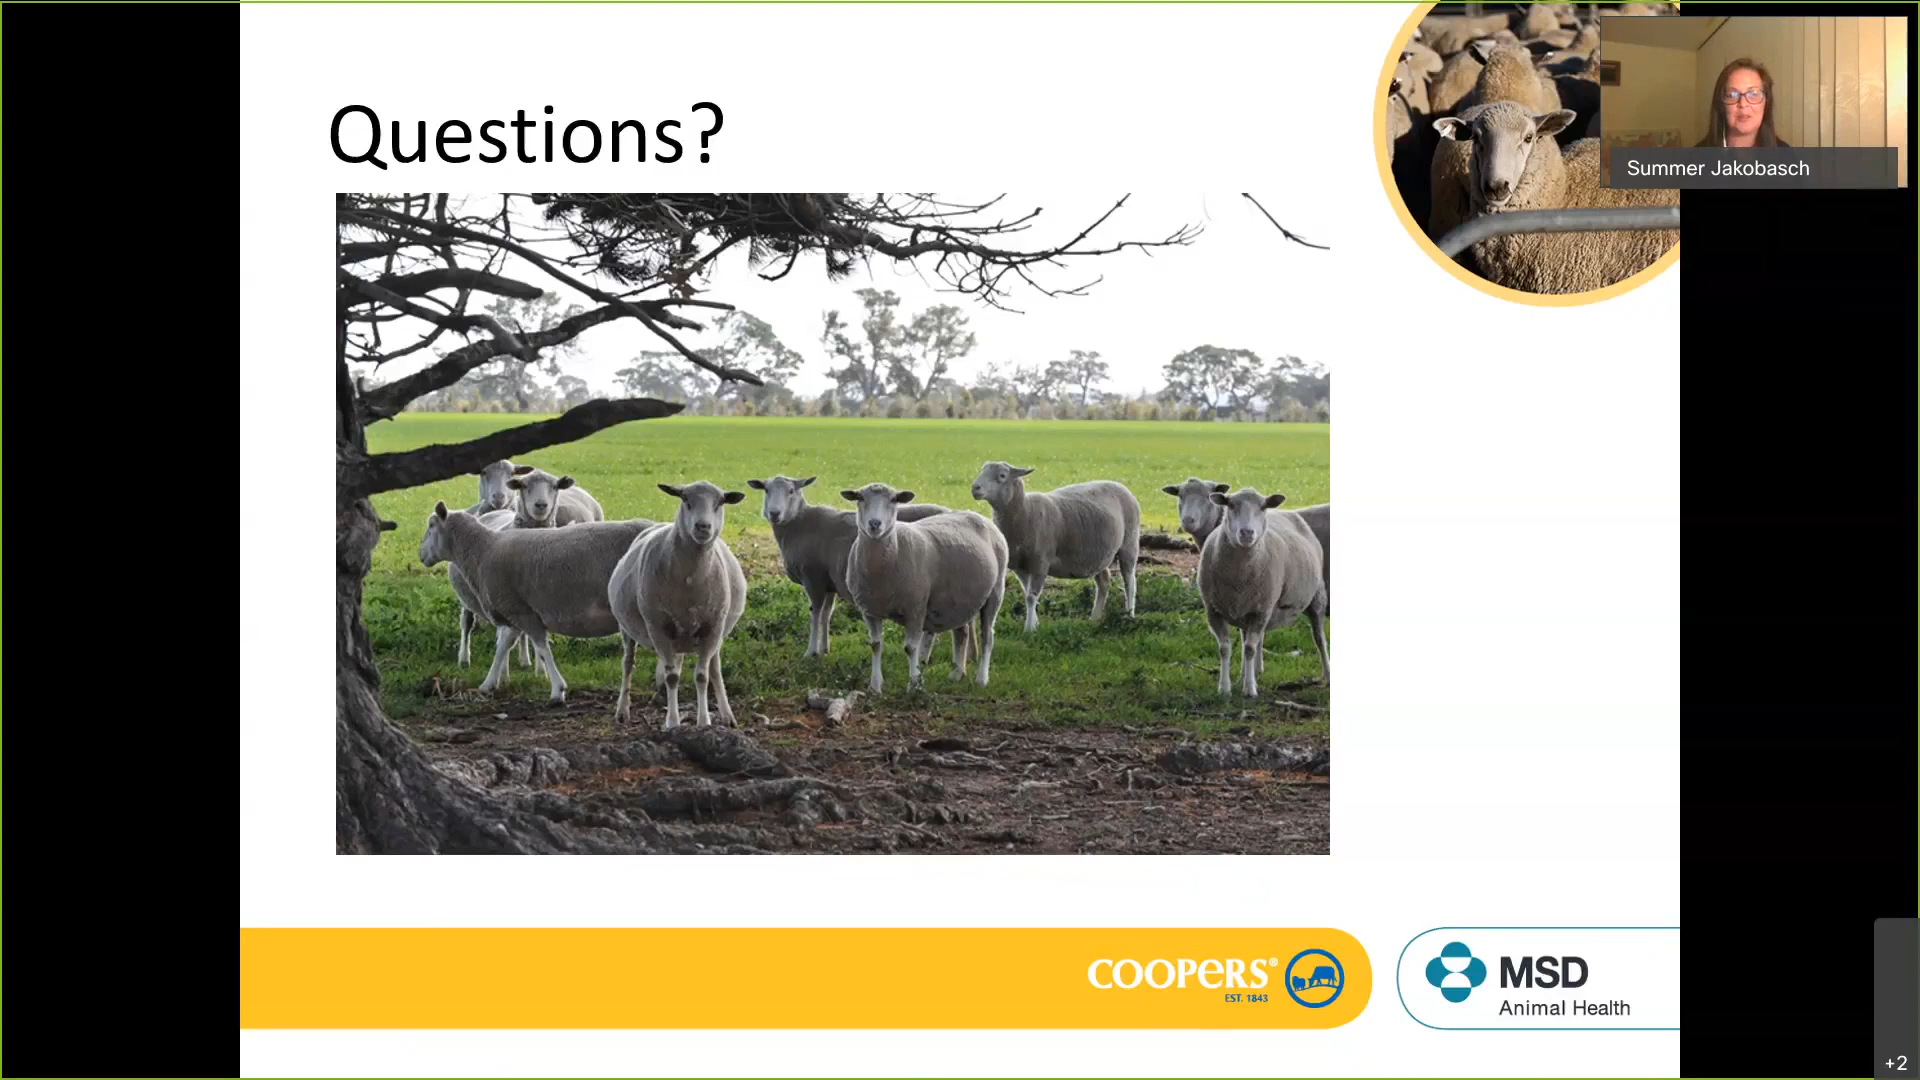 Questions?
Summer Jakobasch
COOPERS®
EST. 1843
MSD
Animal Health
+2